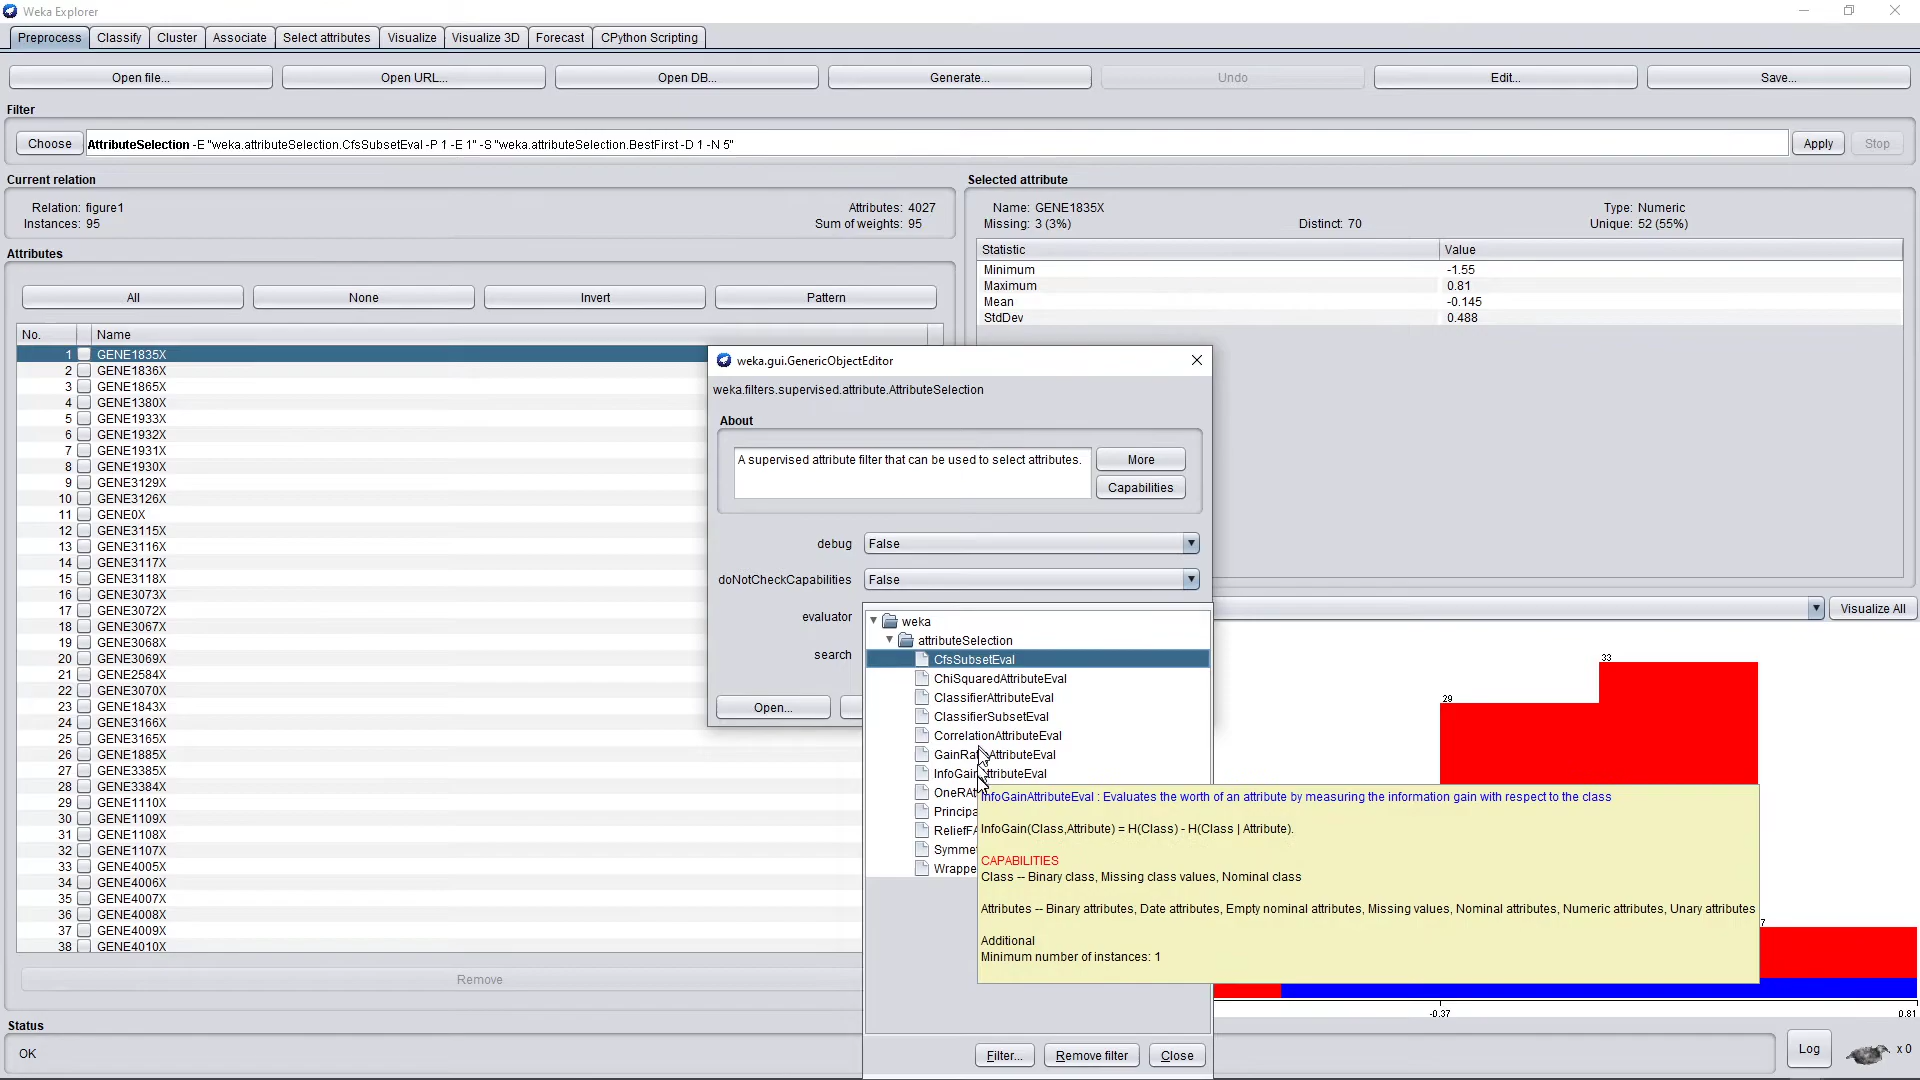 Weka Explorer
Preprocess Classify Cluster Associate Select attributes Visualize Visualize 3D Forecast CPython Scripting
Open file... Open URL... Open DB... Generate... Undo Edit... Save...
Filter
Choose AttributeSelection -E "weka.attributeSelection.CfsSubsetEval -P 1 -E 1" -S "weka.attributeSelection.BestFirst -D 1 -N 5" Apply Stop
Current relation
Relation: figure1 Attributes: 4027
Instances: 95 Sum of weights: 95
Attributes
All None Invert Pattern
No. Name
1 GENE1835X
2 GENE1836X
3 GENE1865X
4 GENE1380X
5 GENE1933X
6 GENE1932X
7 GENE1931X
8 GENE1930X
9 GENE3129X
10 GENE3126X
11 GENE0X
12 GENE3115X
13 GENE3116X
14 GENE3117X
15 GENE3118X
16 GENE3073X
17 GENE3072X
18 GENE3067X
19 GENE3068X
20 GENE3069X
21 GENE2584X
22 GENE3070X
23 GENE1843X
24 GENE3166X
25 GENE3165X
26 GENE1885X
27 GENE3385X
28 GENE3384X
29 GENE1110X
30 GENE1109X
31 GENE1108X
32 GENE1107X
33 GENE4005X
34 GENE4006X
35 GENE4007X
36 GENE4008X
37 GENE4009X
38 GENE4010X
Remove
Status
OK
Selected attribute
Name: GENE1835X Type: Numeric
Missing: 3 (3%) Distinct: 70 Unique: 52 (55%)
Statistic Value
Minimum -1.55
Maximum 0.81
Mean -0.145
StdDev 0.488
Visualize All
33
29
7
-0.37 0.81
Log x 0
weka.gui.GenericObjectEditor
weka.filters.supervised.attribute.AttributeSelection
About
A supervised attribute filter that can be used to select attributes. More
Capabilities
debug False
doNotCheckCapabilities False
evaluator
search
Open...
weka
attributeSelection
CfsSubsetEval
ChiSquaredAttributeEval
ClassifierAttributeEval
ClassifierSubsetEval
CorrelationAttributeEval
GainRatioAttributeEval
InfoGainAttributeEval
OneRAt
Principa
ReliefFA
Symmet
Wrappe
InfoGainAttributeEval : Evaluates the worth of an attribute by measuring the information gain with respect to the class
InfoGain(Class,Attribute) = H(Class) - H(Class | Attribute).
CAPABILITIES
Class -- Binary class, Missing class values, Nominal class
Attributes -- Binary attributes, Date attributes, Empty nominal attributes, Missing values, Nominal attributes, Numeric attributes, Unary attributes
Additional
Minimum number of instances: 1
Filter... Remove filter Close